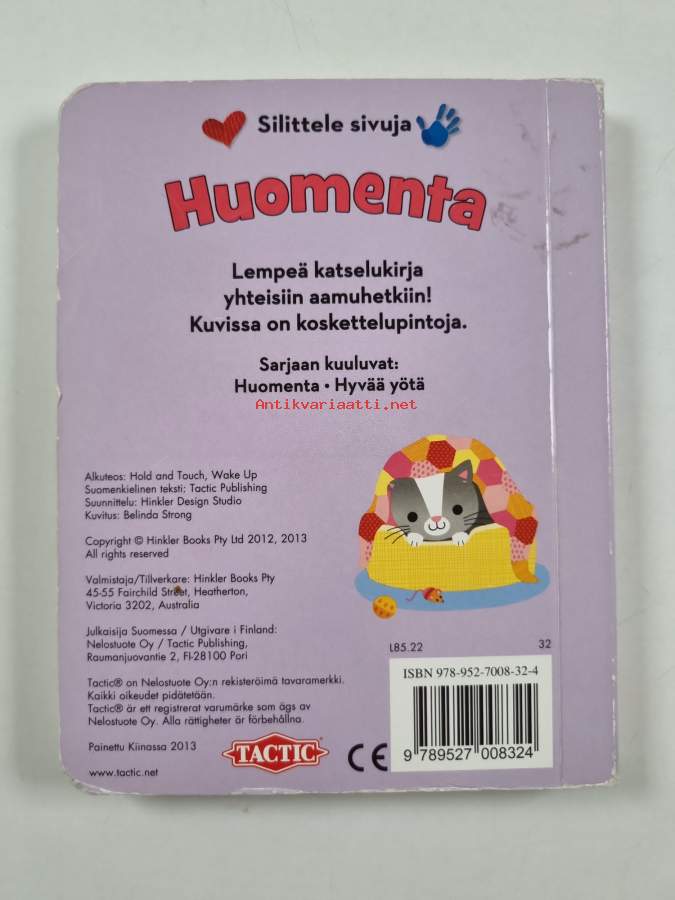 Silittele sivuja
Huomenta
Lempeä katselukirja
yhteisiin aamuhetkiin!
Kuvissa on koskettelupintoja.
Sarjaan kuuluvat:
Huomenta • Hyvää yötä
Antikvariaatti.net
Alkuteos: Hold and Touch, Wake Up
Suomenkielinen teksti; Tactic Publishing
Suunnittelu: Hinkler Design Studio
Kuvitus: Belinda Strong
Copyright © Hinkler Books Pty Ltd 2012, 2013
All rights reserved
Valmistaja/Tillverkare: Hinkler Books Pty
45-55 Fairchild Street, Heatherton,
Victoria 3202, Australia
Julkaisija Suomessa / Utgivare i Finland:
Nelostuote Oy / Tactic Publishing,
Raumanjuovantie 2, FI-28100 Pori
Tactic® on Nelostuote Oy:n rekisteröimä tavaramerkki.
Kaikki oikeudet pidätetään.
Tactic® är ett registrerat varumärke som ägs av
Nelostuote Oy. Alla rättigheter är förbehållna.
Painettu Kiinassa 2013
www.tactic.net
TACTIC®
CE
L85.22 32
ISBN 978-952-7008-32-4
9 789527 008324